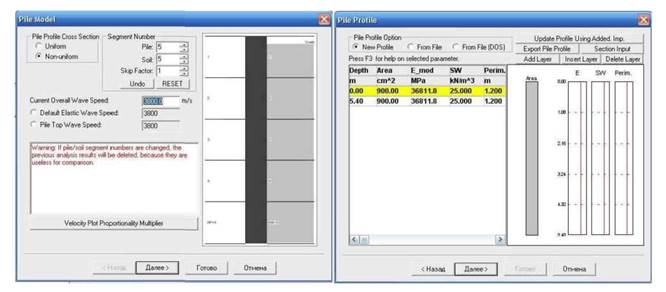 Pile Model
Pile Profile Cross Section
Uniform
Non-uniform
Segment Number
Pile: 5
Soil: 5
Skip Factor: 1
Undo RESET
Current Overall Wave Speed: m/s
Default Elastic Wave Speed: 3800
Pile Top Wave Speed: 3800
Warning: If pile/soil segment numbers are changed, the
previous analysis results will be deleted, because they are
useless for comparison.
Velocity Plot Proportionality Multiplier
< Назад Далее > Готово Отмена
Pile Profile
Pile Profile Option
New Profile From File From File (DOS)
Press F3 for help on selected parameter.
Update Profile Using Added. Imp.
Export Pile Profile Section Input
Add Layer Insert Layer Delete Layer
Depth Area E_mod SW Perim.
m cm^2 MPa kN/m^3 m
0.00 900.00 36811.8 25.000 1.200
5.40 900.00 36811.8 25.000 1.200
Area E SW Perim.
0.00
1.08
2.16
3.24
4.32
5.40
< Назад Далее > Готово Отмена